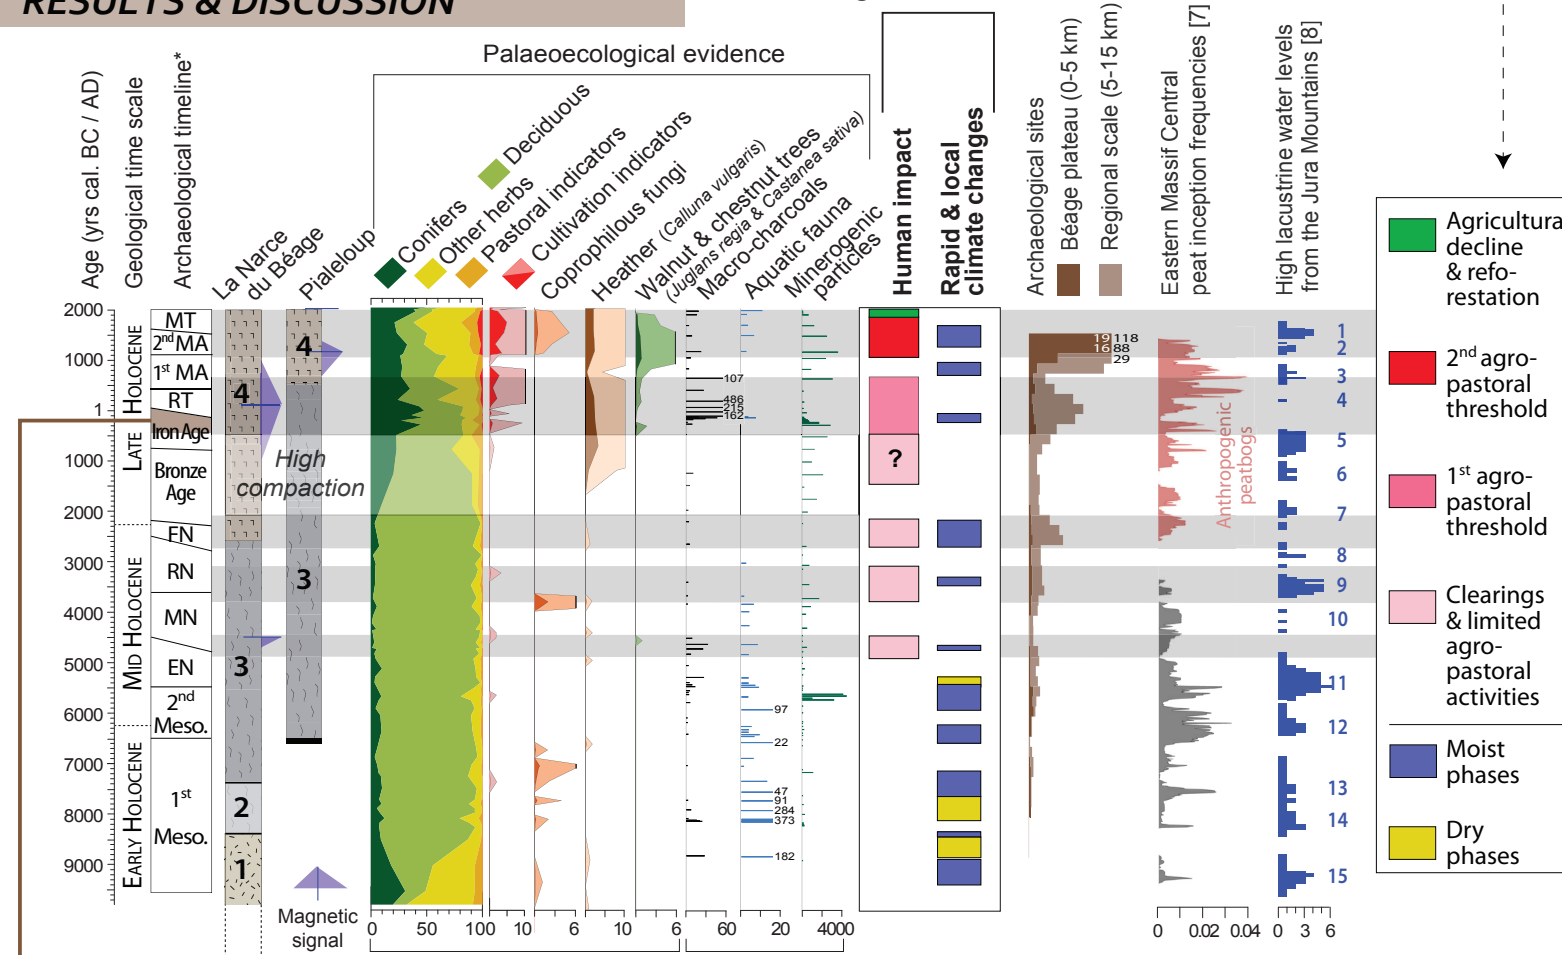 RESULTS & DISCUSSION
Palaeoecological evidence
Age (yrs cal. BC / AD)
Geological time scale
Archaeological timeline*
La Narce
du Béage
Pialeloup
Conifers
Deciduous
Other herbs
Pastoral indicators
Cultivation indicators
Coprophilous fungi
Heather (Calluna vulgaris)
Walnut & chestnut trees
(Juglans regia & Castanea sativa)
Macro-charcoals
Aquatic fauna
Minerogenic
particles
Human impact
Rapid & local
climate changes
Archaeological sites
Béage plateau (0-5 km)
Regional scale (5-15 km)
Eastern Massif Central
peat inception frequencies [7]
High lacustrine water levels
from the Jura Mountains [8]
2000
1000
1
1000
2000
3000
4000
5000
6000
7000
8000
9000
LATE HOLOCENE
MID HOLOCENE
EARLY HOLOCENE
MT
2nd MA
1st MA
RT
Iron Age
Bronze
Age
FN
RN
MN
EN
2nd
Meso.
1st
Meso.
4
3
2
1
4
3
High
compaction
Magnetic
signal
107
486
215
162
97
22
47
91
284
373
182
?
19 118
16 88
29
Anthropogenic
peatbogs
1
2
3
4
5
6
7
8
9
10
11
12
13
14
15
0 50 100
10
6
10
6
60
20
4000
0 0.02 0.04
0 3 6
Agricultura
decline
& refo-
restation
2nd agro-
pastoral
threshold
1st agro-
pastoral
threshold
Clearings
& limited
agro-
pastoral
activities
Moist
phases
Dry
phases